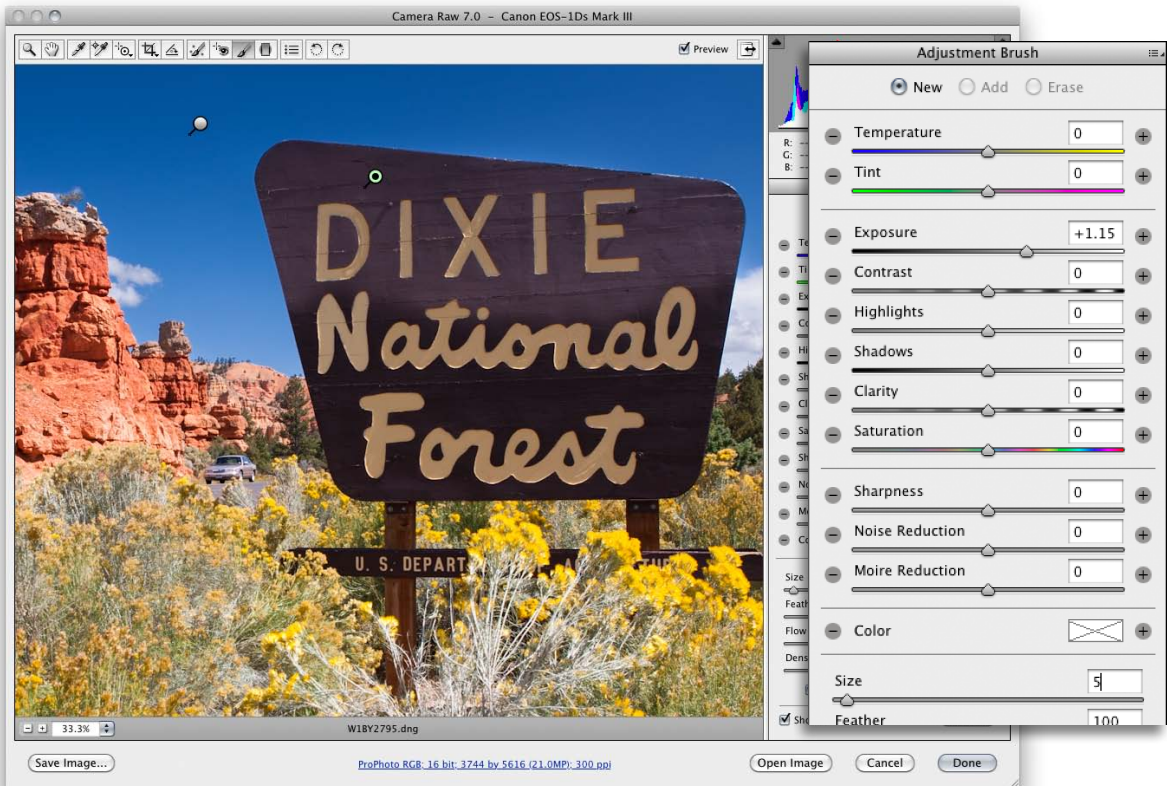 Camera Raw 7.0 – Canon EOS-1Ds Mark III
Preview
DIXIE
National
Forest
U. S. DEPART
33.3%
W1BY2795.dng
Save Image...
ProPhoto RGB; 16 bit; 3744 by 5616 (21.0MP); 300 ppi
Open Image
Cancel
Done
R: --
G: --
B: --
Size
Flow
Adjustment Brush
New Add Erase
Temperature 0
Tint 0
Exposure +1.15
Contrast 0
Highlights 0
Shadows 0
Clarity 0
Saturation 0
Sharpness 0
Noise Reduction 0
Moire Reduction 0
Color
Size 5
Feather 100